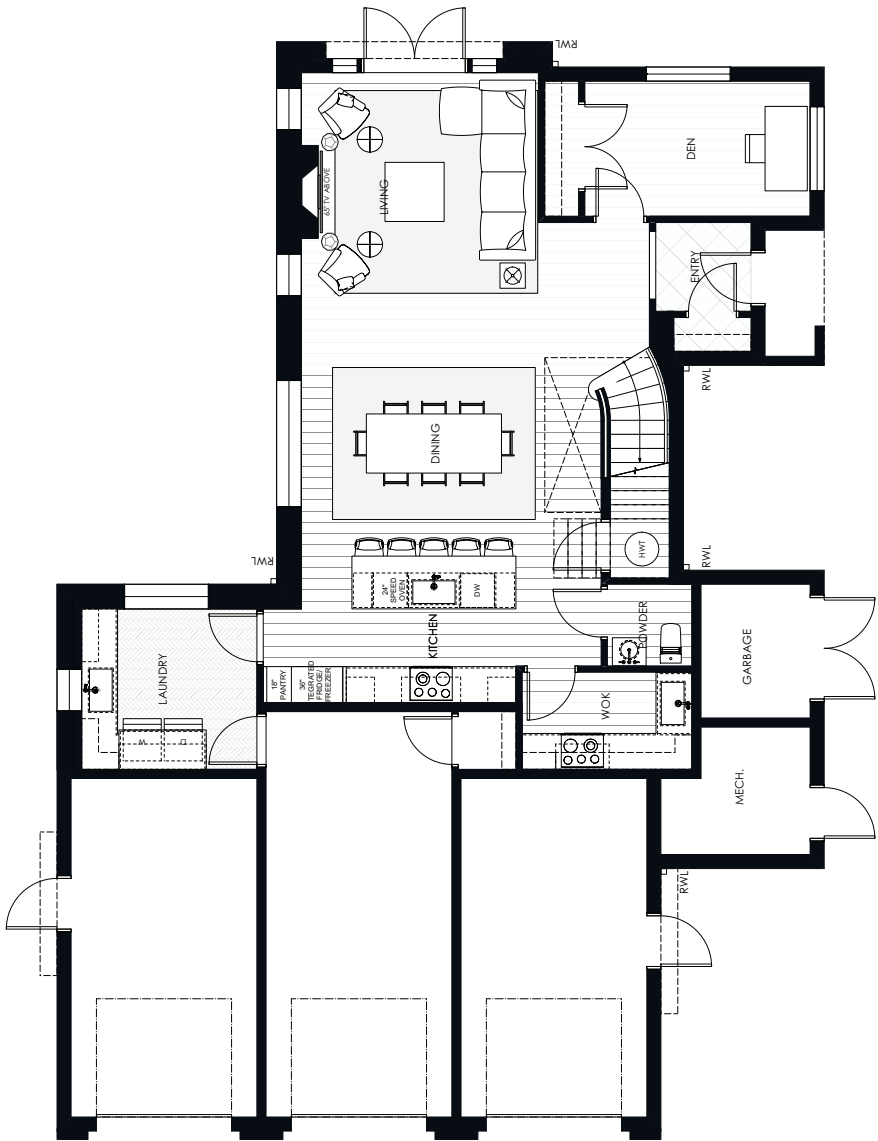 RWL
DEN
LIVING
65" TV ABOVE
ENTRY
RWL
DINING
HWT
RWL
RWL
24"
SPEED
OVEN
DW
KITCHEN
POWDER
GARBAGE
LAUNDRY
18"
PANTRY
36"
TEGRATED
FRIDGE/
FREEZER
WOK
W
D
MECH.
RWL